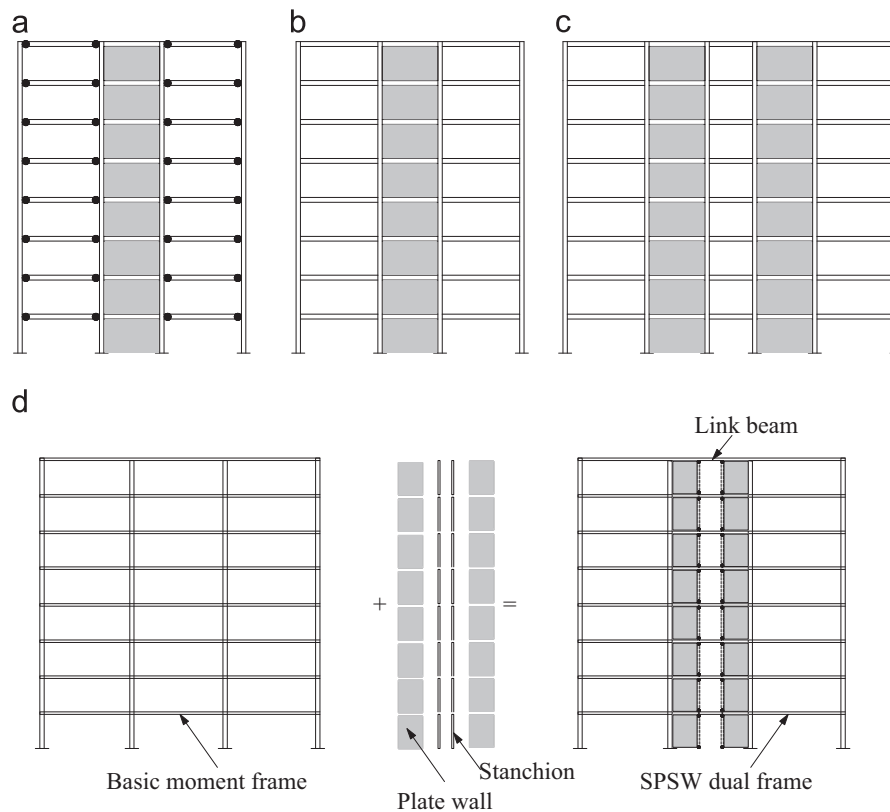 a
b
c
d
Link beam
+
=
Basic moment frame
Plate wall
Stanchion
SPSW dual frame